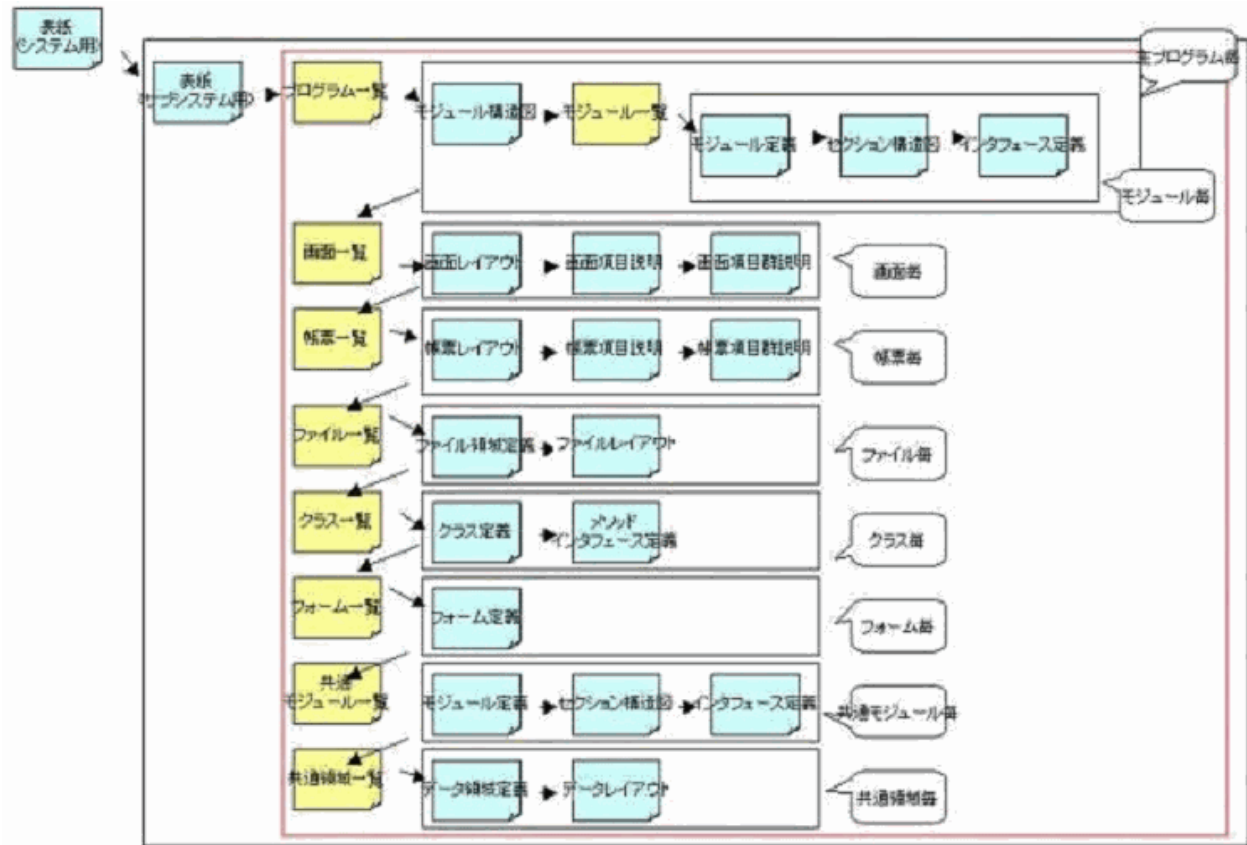 表紙
(システム用)
表紙
(サブシステム用)
プログラム一覧
モジュール構造図
モジュール一覧
モジュール定義
セクション構造図
インタフェース定義
主プログラム毎
モジュール毎
画面一覧
画面レイアウト
画面項目説明
画面項目群説明
画面毎
帳票一覧
帳票レイアウト
帳票項目説明
帳票項目群説明
帳票毎
ファイル一覧
ファイル領域定義
ファイルレイアウト
ファイル毎
クラス一覧
クラス定義
メソッド
インタフェース定義
クラス毎
フォーム一覧
フォーム定義
フォーム毎
共通
モジュール一覧
モジュール定義
セクション構造図
インタフェース定義
共通モジュール毎
共通領域一覧
データ領域定義
データレイアウト
共通領域毎